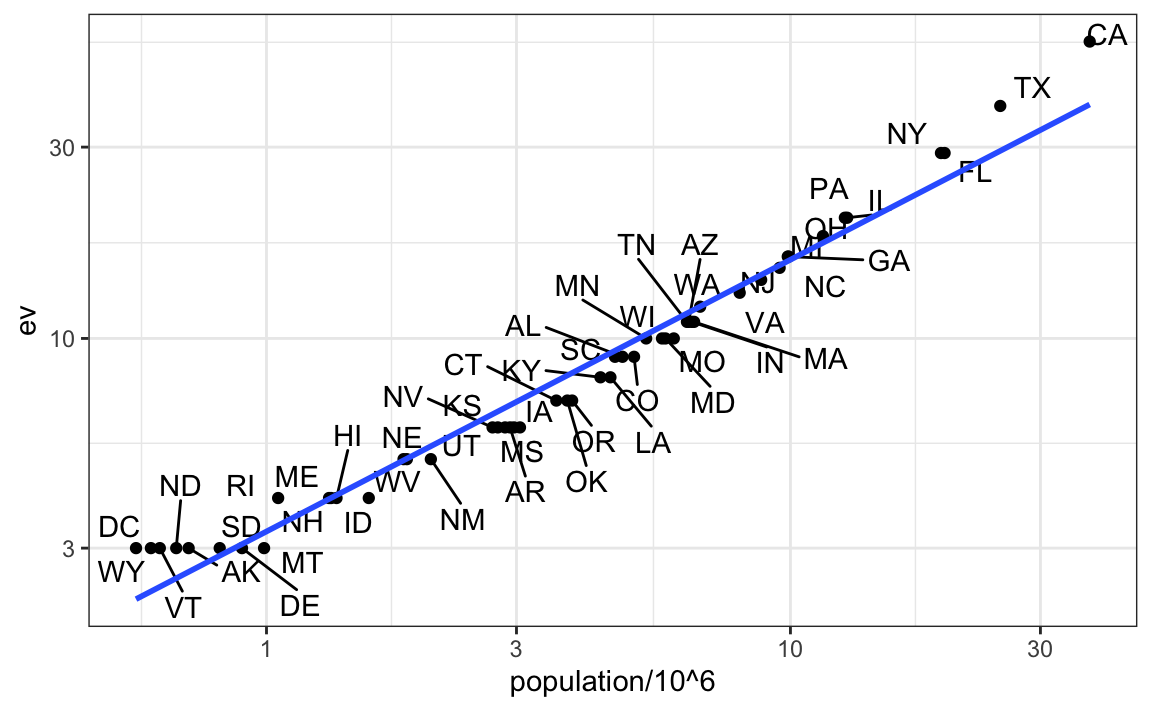 CA
TX
30
NY
FL
PA
IL
OH
MI
GA
TN
AZ
WA
NJ
NC
MN
WI
VA
AL
10
SC
MO
IN
MA
CT
KY
CO
MD
NV
KS
IA
OR
LA
HI
NE
UT
MS
OK
ND
RI
ME
WV
AR
DC
SD
NH
ID
NM
3
WY
AK
MT
VT
DE
1
3
10
30
ev
population/10^6